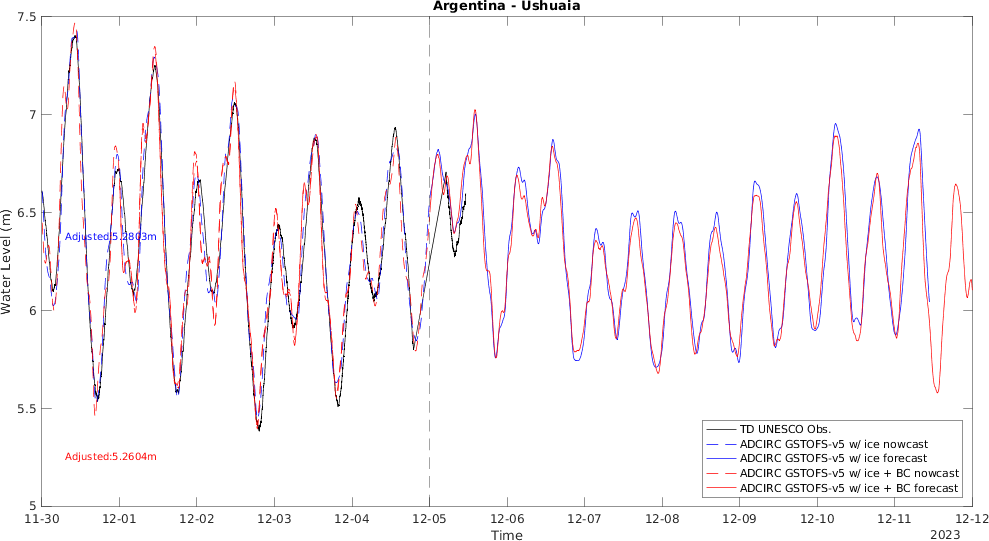 Argentina - Ushuaia
7.5
7
6.5
6
5.5
5
Water Level (m)
Adjusted:5.2803m
Adjusted:5.2604m
TD UNESCO Obs.
ADCIRC GSTOFS-v5 w/ ice nowcast
ADCIRC GSTOFS-v5 w/ ice forecast
ADCIRC GSTOFS-v5 w/ ice + BC nowcast
ADCIRC GSTOFS-v5 w/ ice + BC forecast
11-30 12-01 12-02 12-03 12-04 12-05 12-06 12-07 12-08 12-09 12-10 12-11 12-12
Time
2023